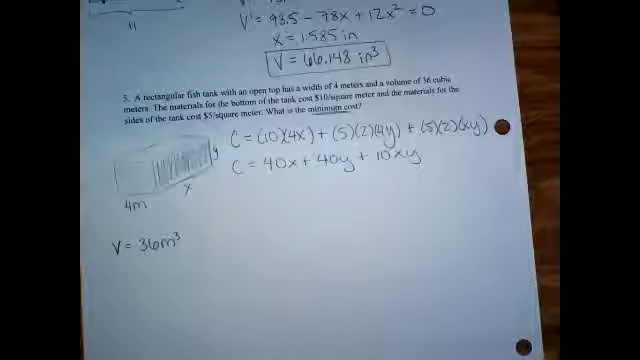 11
V' = 93.5 - 78x + 12x² = 0
x = 1.585 in
V = 66.148 in³
5. A rectangular fish tank with an open top has a width of 4 meters and a volume of 36 cubic
meters. The materials for the bottom of the tank cost $10/square meter and the materials for the
sides of the tank cost $5/square meter. What is the minimum cost?
C = (10)(4x) + (5)(2)(4y) + (5)(2)(xy)
C = 40x + 40y + 10xy
y
x
4m
V = 36m³